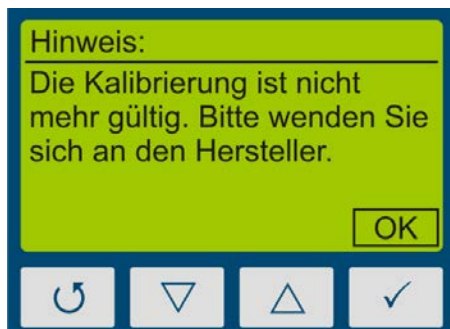 Hinweis:
Die Kalibrierung ist nicht
mehr gültig. Bitte wenden Sie
sich an den Hersteller.
OK